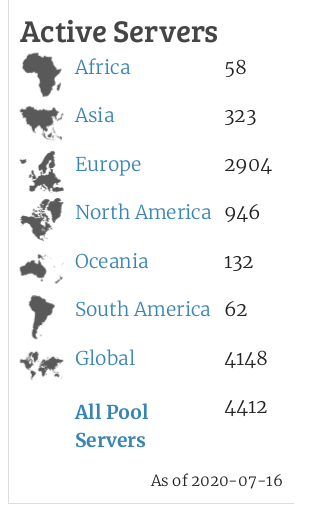 Active Servers
Africa 58
Asia 323
Europe 2904
North America 946
Oceania 132
South America 62
Global 4148
All Pool 4412
Servers
As of 2020-07-16